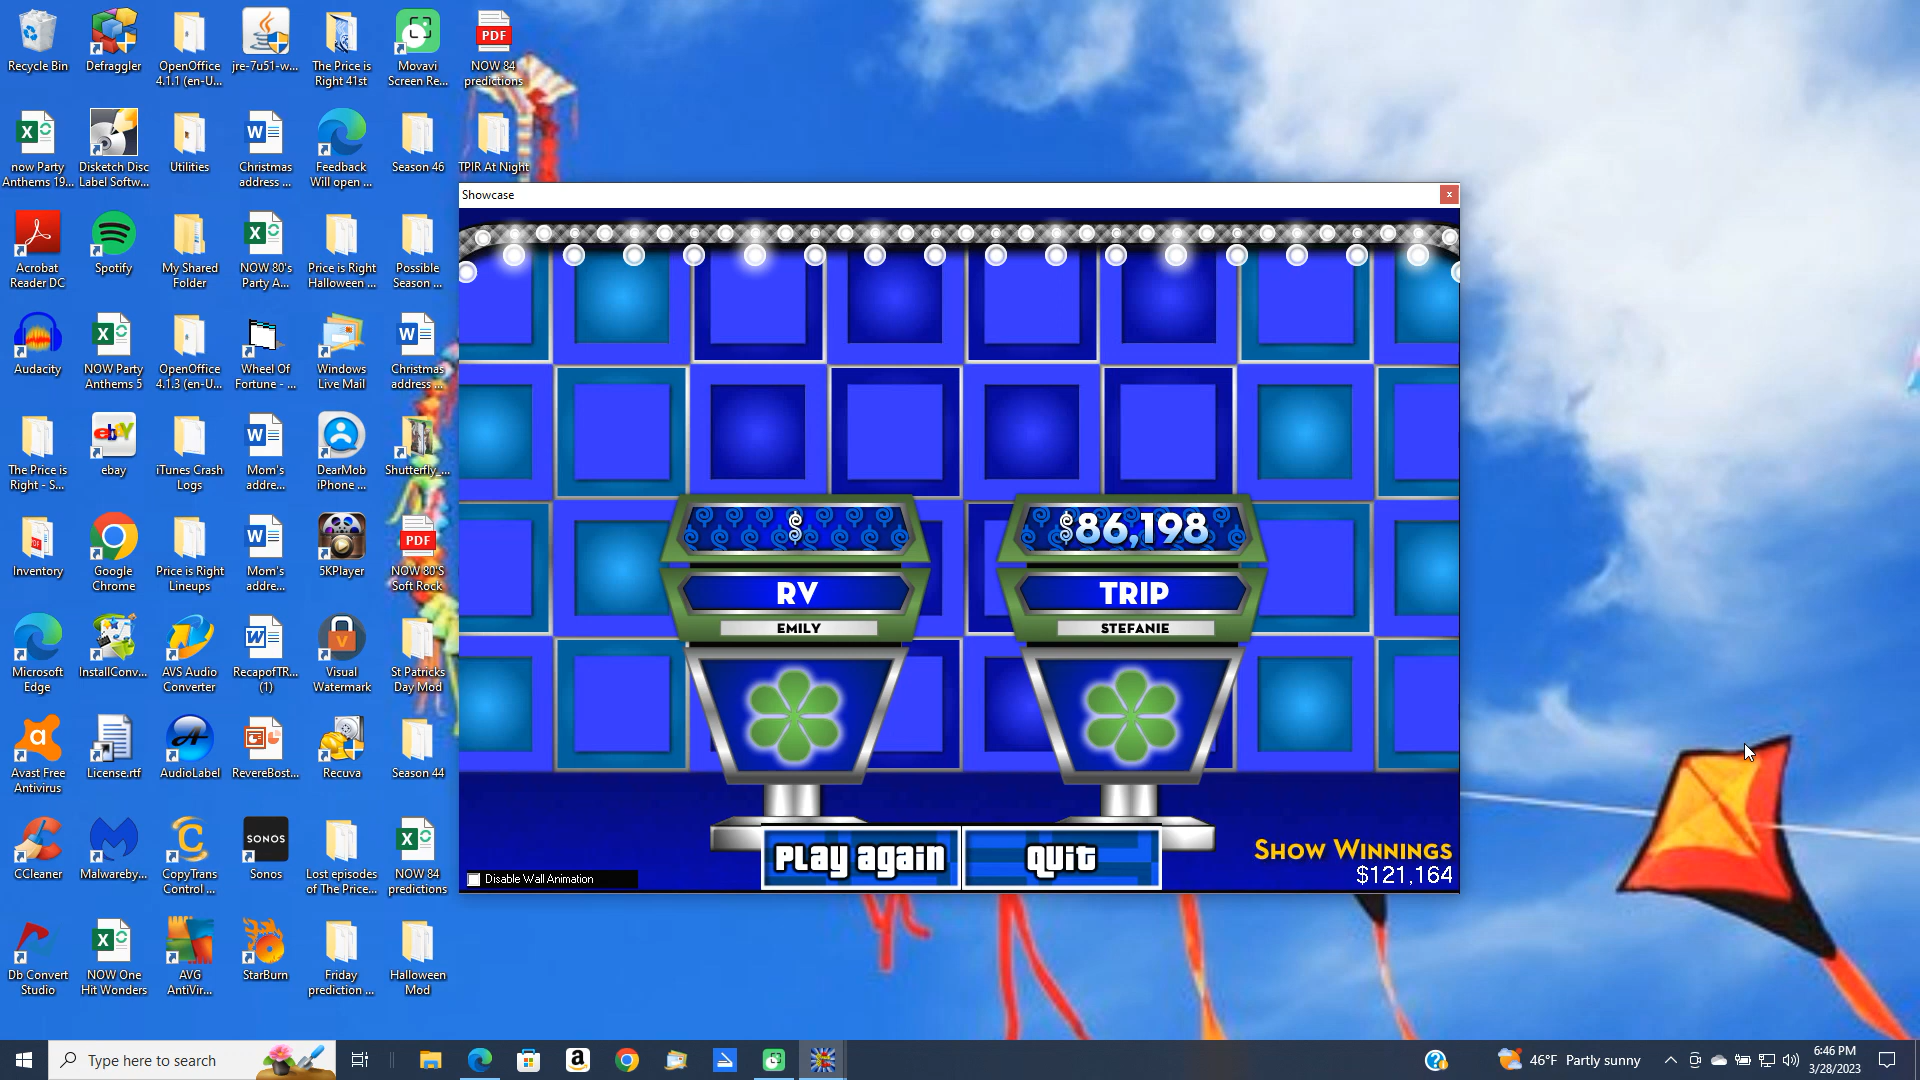 Recycle Bin
Defraggler
OpenOffice
4.1.1 (en-U...
jre-7u51-w...
The Price is
Right 41st
Movavi
Screen Re...
PDF
NOW 84
predictions
now Party
Anthems 19...
Disketch Disc
Label Softw...
Utilities
Christmas
address ...
Feedback
Will open ...
Season 46
TPIR At Night
Acrobat
Reader DC
Spotify
My Shared
Folder
NOW 80's
Party A...
Price is Right
Halloween ...
Possible
Season ...
Audacity
NOW Party
Anthems 5
OpenOffice
4.1.3 (en-U...
Wheel Of
Fortune - ...
Windows
Live Mail
Christmas
address ...
The Price is
Right - S...
ebay
ebay
iTunes Crash
Logs
Mom's
addre...
DearMob
iPhone ...
Shutterfly_...
Inventory
Google
Chrome
Price is Right
Lineups
Mom's
addre...
5KPlayer
PDF
NOW 80'S
Soft Rock
Microsoft
Edge
InstallConv...
AVS Audio
Converter
RecapofTR...
(1)
Visual
Watermark
St Patricks
Day Mod
Avast Free
Antivirus
License.rtf
AudioLabel
RevereBost...
Recuva
Season 44
CCleaner
Malwareby...
CopyTrans
Control ...
SONOS
Sonos
Lost episodes
of The Price...
NOW 84
predictions
Db Convert
Studio
NOW One
Hit Wonders
AVG
AntiVir...
StarBurn
Friday
prediction ...
Halloween
Mod
Showcase
x
$
$86,198
RV
TRIP
EMILY
STEFANIE
play again
quit
Show Winnings
$121,164
Disable Wall Animation
Type here to search
46°F Partly sunny
6:46 PM
3/28/2023